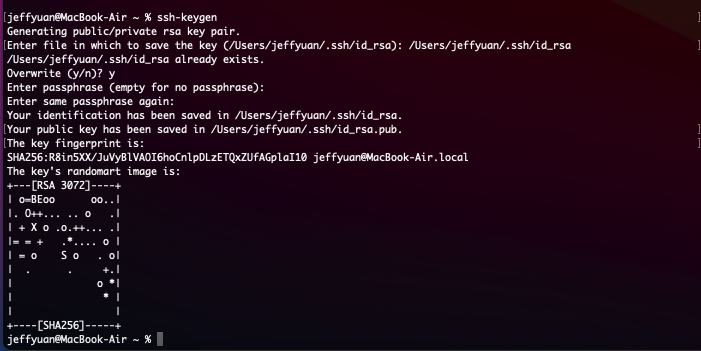 [jeffyuan@MacBook-Air ~ % ssh-keygen ]
Generating public/private rsa key pair.
[Enter file in which to save the key (/Users/jeffyuan/.ssh/id_rsa): /Users/jeffyuan/.ssh/id_rsa ]
/Users/jeffyuan/.ssh/id_rsa already exists.
Overwrite (y/n)? y
Enter passphrase (empty for no passphrase):
Enter same passphrase again:
Your identification has been saved in /Users/jeffyuan/.ssh/id_rsa.
[Your public key has been saved in /Users/jeffyuan/.ssh/id_rsa.pub. ]
[The key fingerprint is: ]
SHA256:R8in5XX/JuVyBlVAOI6hoCnlpDLzETQxZUfAGplaI10 jeffyuan@MacBook-Air.local
The key's randomart image is:
+---[RSA 3072]----+
| o=BEoo      oo..|
|. O++... .. o   .|
| + X o .o.++... .|
|= = +   .*.... o |
| = o    S o   . o|
|  .      .     +.|
|              o *|
|               * |
|                 |
+----[SHA256]-----+
jeffyuan@MacBook-Air ~ %